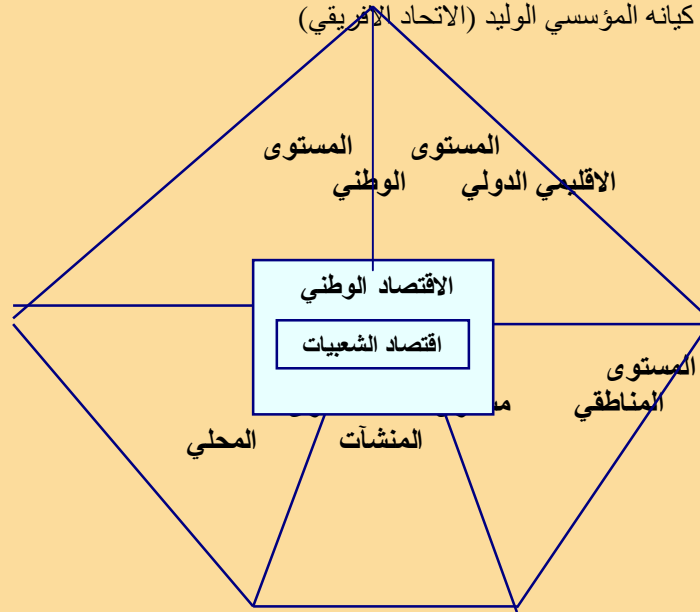 كيانه المؤسسي الوليد (الاتحاد الافريقي)
المستوى المستوى
الاقليمي الدولي الوطني
الاقتصاد الوطني
اقتصاد الشعبيات
المستوى
المناطقي
المنشآت المحلي